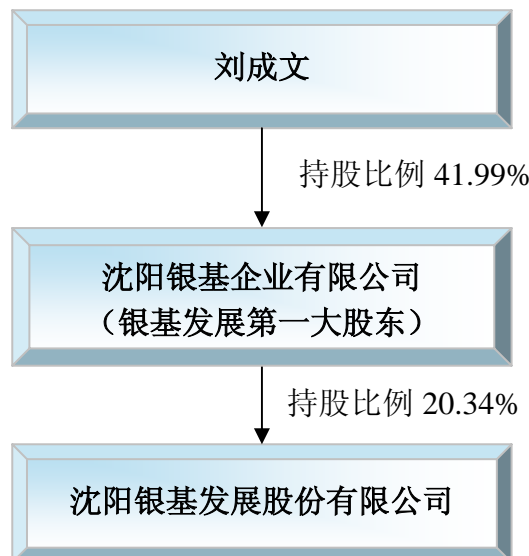 刘成文
持股比例 41.99%
沈阳银基企业有限公司
（银基发展第一大股东）
持股比例 20.34%
沈阳银基发展股份有限公司